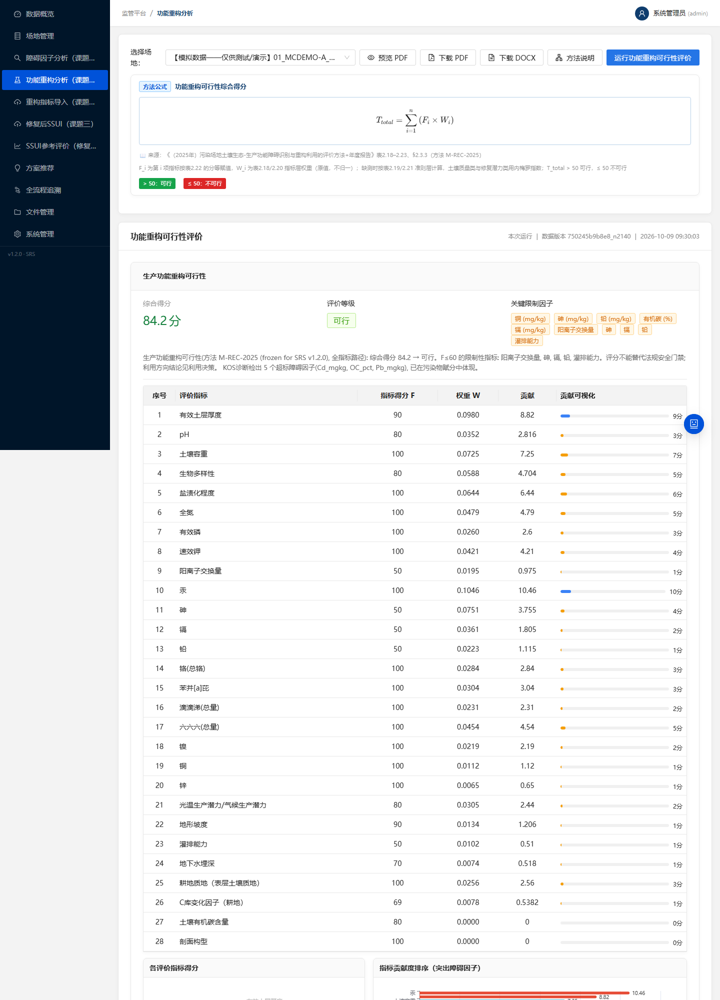 数据概览
场地管理
障碍因子分析（课题...
功能重构分析（课题...
重构指标导入（课题...
修复后SSUI（课题三）
SSUI参考评价（修复...
方案推荐
全流程追溯
文件管理
系统管理
v1.2.0 · SRS
监管平台 / 功能重构分析
系统管理员 (admin)
选择场地：
【模拟数据——仅供测试/演示】01_MCDEMO-A_...
预览 PDF
下载 PDF
下载 DOCX
方法说明
运行功能重构可行性评价
方法公式 功能重构可行性综合得分
T_total = ∑_{i=1}^{n} (F_i × W_i)
📖 来源：《（2025年）污染场地土壤生态-生产功能障碍识别与重构利用的评价方法+年度报告》表2.18–2.23、§2.3.3（方法 M-REC-2025）
F_i 为第 i 项指标按表2.22 的分等赋值，W_i 为表2.18/2.20 指标层权重（原值，不归一）；缺测时按表2.19/2.21 准则层计算，土壤质量类与修复潜力类用内梅罗指数；T_total > 50 可行，≤ 50 不可行
> 50：可行 ≤ 50：不可行
功能重构可行性评价
本次运行 | 数据版本 750245b9b8e8_n2140 | 2026-10-09 09:30:03
生产功能重构可行性
综合得分
84.2 分
评价等级
可行
关键限制因子
铜 (mg/kg) 砷 (mg/kg) 铅 (mg/kg) 有机碳 (%)
镉 (mg/kg) 阳离子交换量 砷 镉 铅
灌排能力
生产功能重构可行性(方法 M-REC-2025 (frozen for SRS v1.2.0), 全指标路径): 综合得分 84.2 → 可行。F≤60 的限制性指标: 阳离子交换量, 砷, 镉, 铅, 灌排能力。评分不能替代法规安全门禁;
利用方向结论见利用决策。 KOS诊断检出 5 个超标障碍因子(Cd_mgkg, OC_pct, Pb_mgkg), 已在污染物赋分中体现。
序号 评价指标 指标得分 F 权重 W 贡献 贡献可视化
1 有效土层厚度 90 0.0980 8.82 9分
2 pH 80 0.0352 2.816 3分
3 土壤容重 100 0.0725 7.25 7分
4 生物多样性 80 0.0588 4.704 5分
5 盐渍化程度 100 0.0644 6.44 6分
6 全氮 100 0.0479 4.79 5分
7 有效磷 100 0.0260 2.6 3分
8 速效钾 100 0.0421 4.21 4分
9 阳离子交换量 50 0.0195 0.975 1分
10 汞 100 0.1046 10.46 10分
11 砷 50 0.0751 3.755 4分
12 镉 50 0.0361 1.805 2分
13 铅 50 0.0223 1.115 1分
14 铬(总铬) 100 0.0284 2.84 3分
15 苯并[a]芘 100 0.0304 3.04 3分
16 滴滴涕(总量) 100 0.0231 2.31 2分
17 六六六(总量) 100 0.0454 4.54 5分
18 镍 100 0.0219 2.19 2分
19 铜 100 0.0112 1.12 1分
20 锌 100 0.0065 0.65 1分
21 光温生产潜力/气候生产潜力 80 0.0305 2.44 2分
22 地形坡度 90 0.0134 1.206 1分
23 灌排能力 50 0.0102 0.51 1分
24 地下水埋深 70 0.0074 0.518 1分
25 耕地质地（表层土壤质地） 100 0.0256 2.56 3分
26 C库变化因子（耕地） 69 0.0078 0.5382 1分
27 土壤有机碳含量 80 0.0000 0 0分
28 剖面构型 100 0.0000 0 0分
各评价指标得分
指标贡献度排序（突出障碍因子）
汞 10.46
8.82